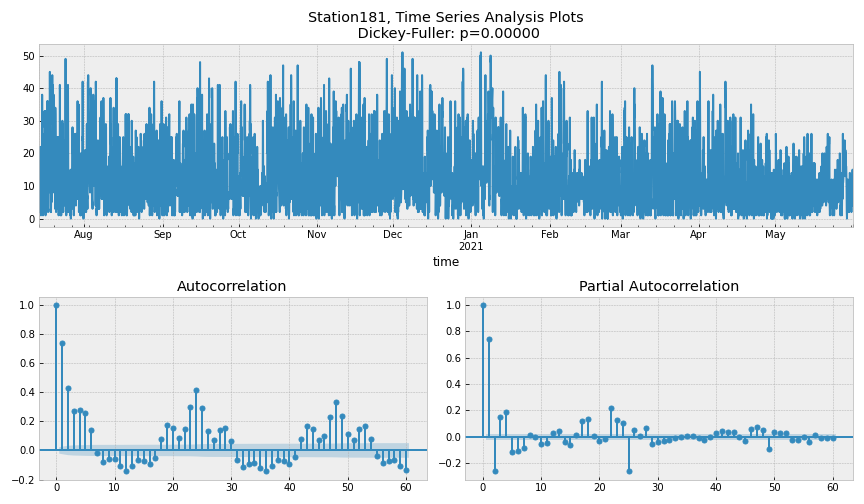 Station181, Time Series Analysis Plots
Dickey-Fuller: p=0.00000
50
40
30
20
10
0
Aug Sep Oct Nov Dec Jan Feb Mar Apr May
2021
time
Autocorrelation
1.0
0.8
0.6
0.4
0.2
0.0
−0.2
0 10 20 30 40 50 60
Partial Autocorrelation
1.0
0.8
0.6
0.4
0.2
0.0
−0.2
0 10 20 30 40 50 60